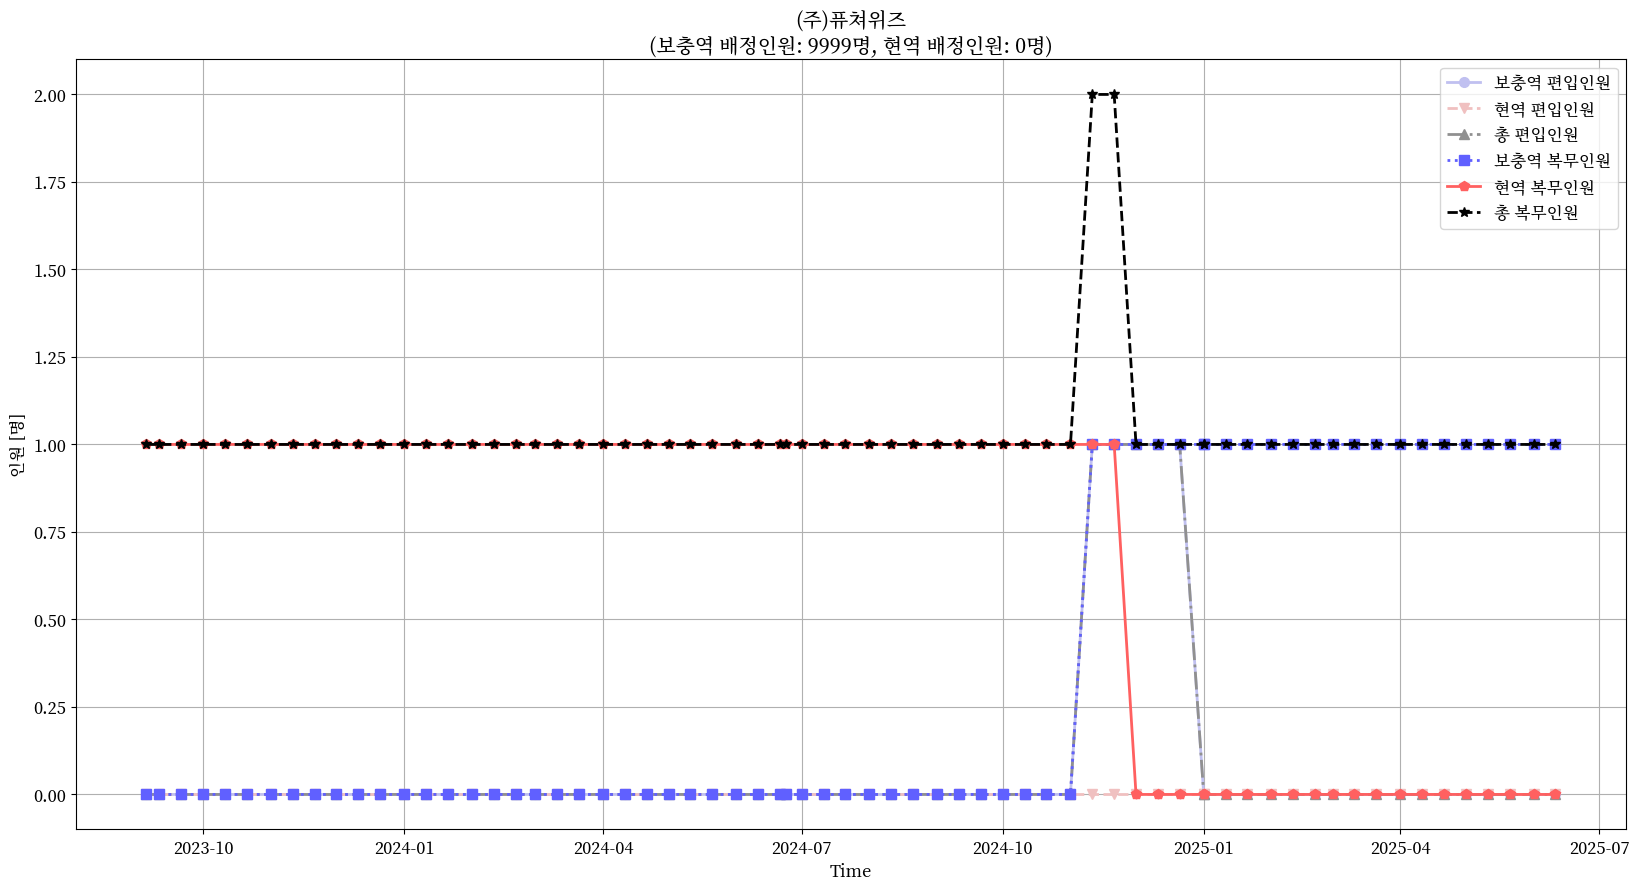 (주)퓨쳐위즈
(보충역 배정인원: 9999명, 현역 배정인원: 0명)
보충역 편입인원
현역 편입인원
총 편입인원
보충역 복무인원
현역 복무인원
총 복무인원
인원 [명]
2.00
1.75
1.50
1.25
1.00
0.75
0.50
0.25
0.00
2023-10 2024-01 2024-04 2024-07 2024-10 2025-01 2025-04 2025-07
Time